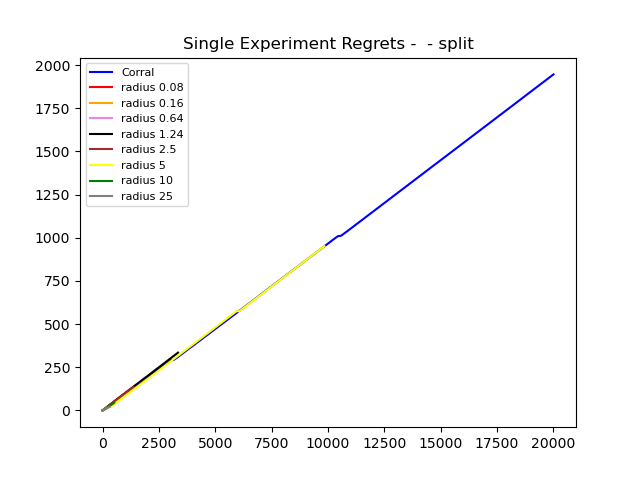 Single Experiment Regrets -  - split
2000
1750
1500
1250
1000
750
500
250
0
Corral
radius 0.08
radius 0.16
radius 0.64
radius 1.24
radius 2.5
radius 5
radius 10
radius 25
0 2500 5000 7500 10000 12500 15000 17500 20000